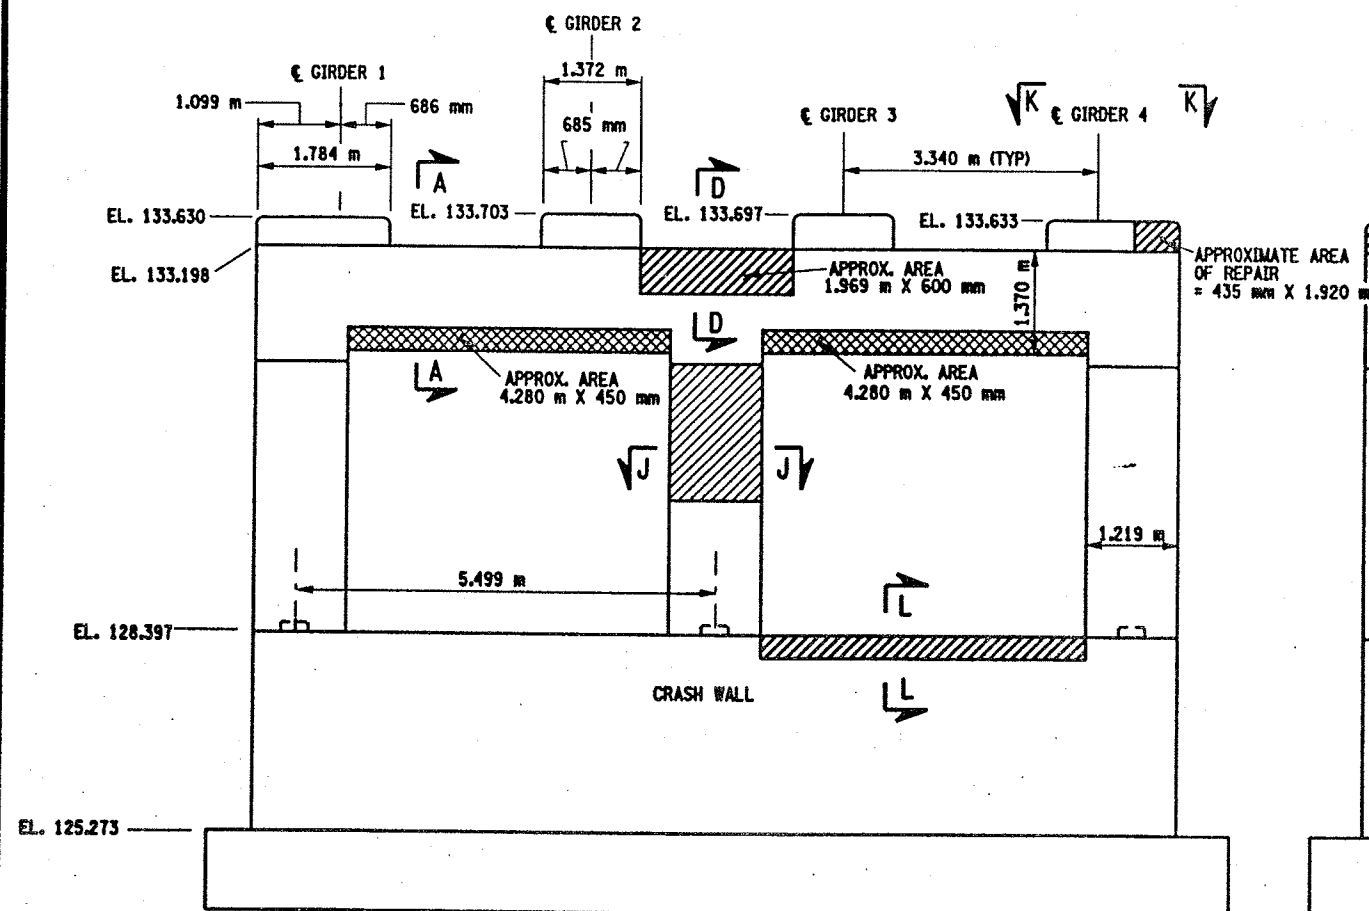 ℄ GIRDER 2
℄ GIRDER 1
1.372 m
1.099 m
686 mm
K
K
℄ GIRDER 3
℄ GIRDER 4
685 mm
1.784 m
3.340 m (TYP)
A
D
EL. 133.630
EL. 133.703
EL. 133.697
EL. 133.633
EL. 133.198
APPROX. AREA
1.969 m X 600 mm
1.370 m
APPROXIMATE AREA
OF REPAIR
= 435 mm X 1.920 m
D
A
APPROX. AREA
4.280 m X 450 mm
APPROX. AREA
4.280 m X 450 mm
J
J
1.219 m
5.499 m
L
EL. 128.397
CRASH WALL
L
EL. 125.273